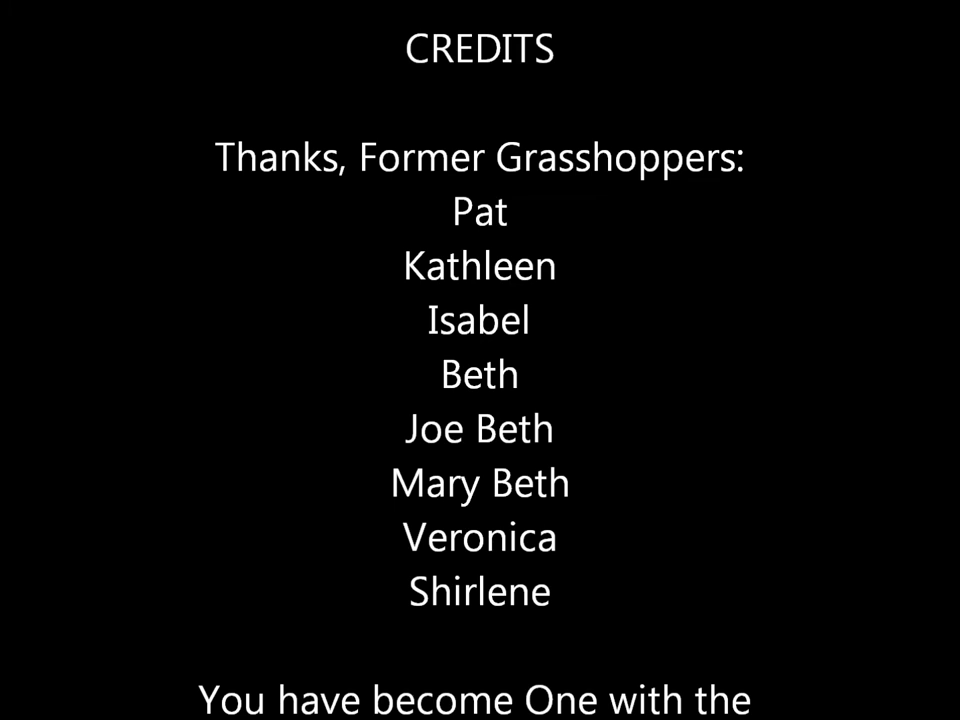 CREDITS
Thanks, Former Grasshoppers:
Pat
Kathleen
Isabel
Beth
Joe Beth
Mary Beth
Veronica
Shirlene
You have become One with the